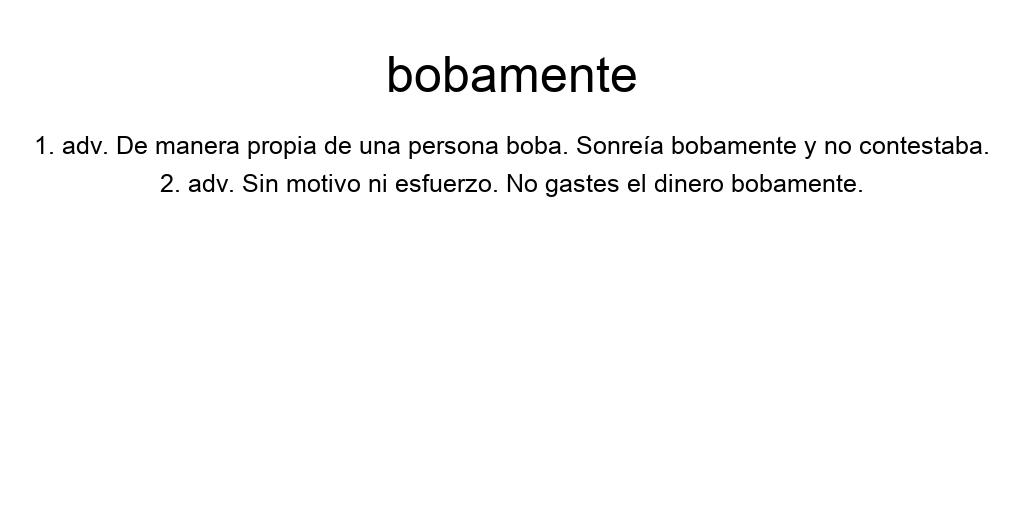 bobamente
1. adv. De manera propia de una persona boba. Sonreía bobamente y no contestaba.
2. adv. Sin motivo ni esfuerzo. No gastes el dinero bobamente.